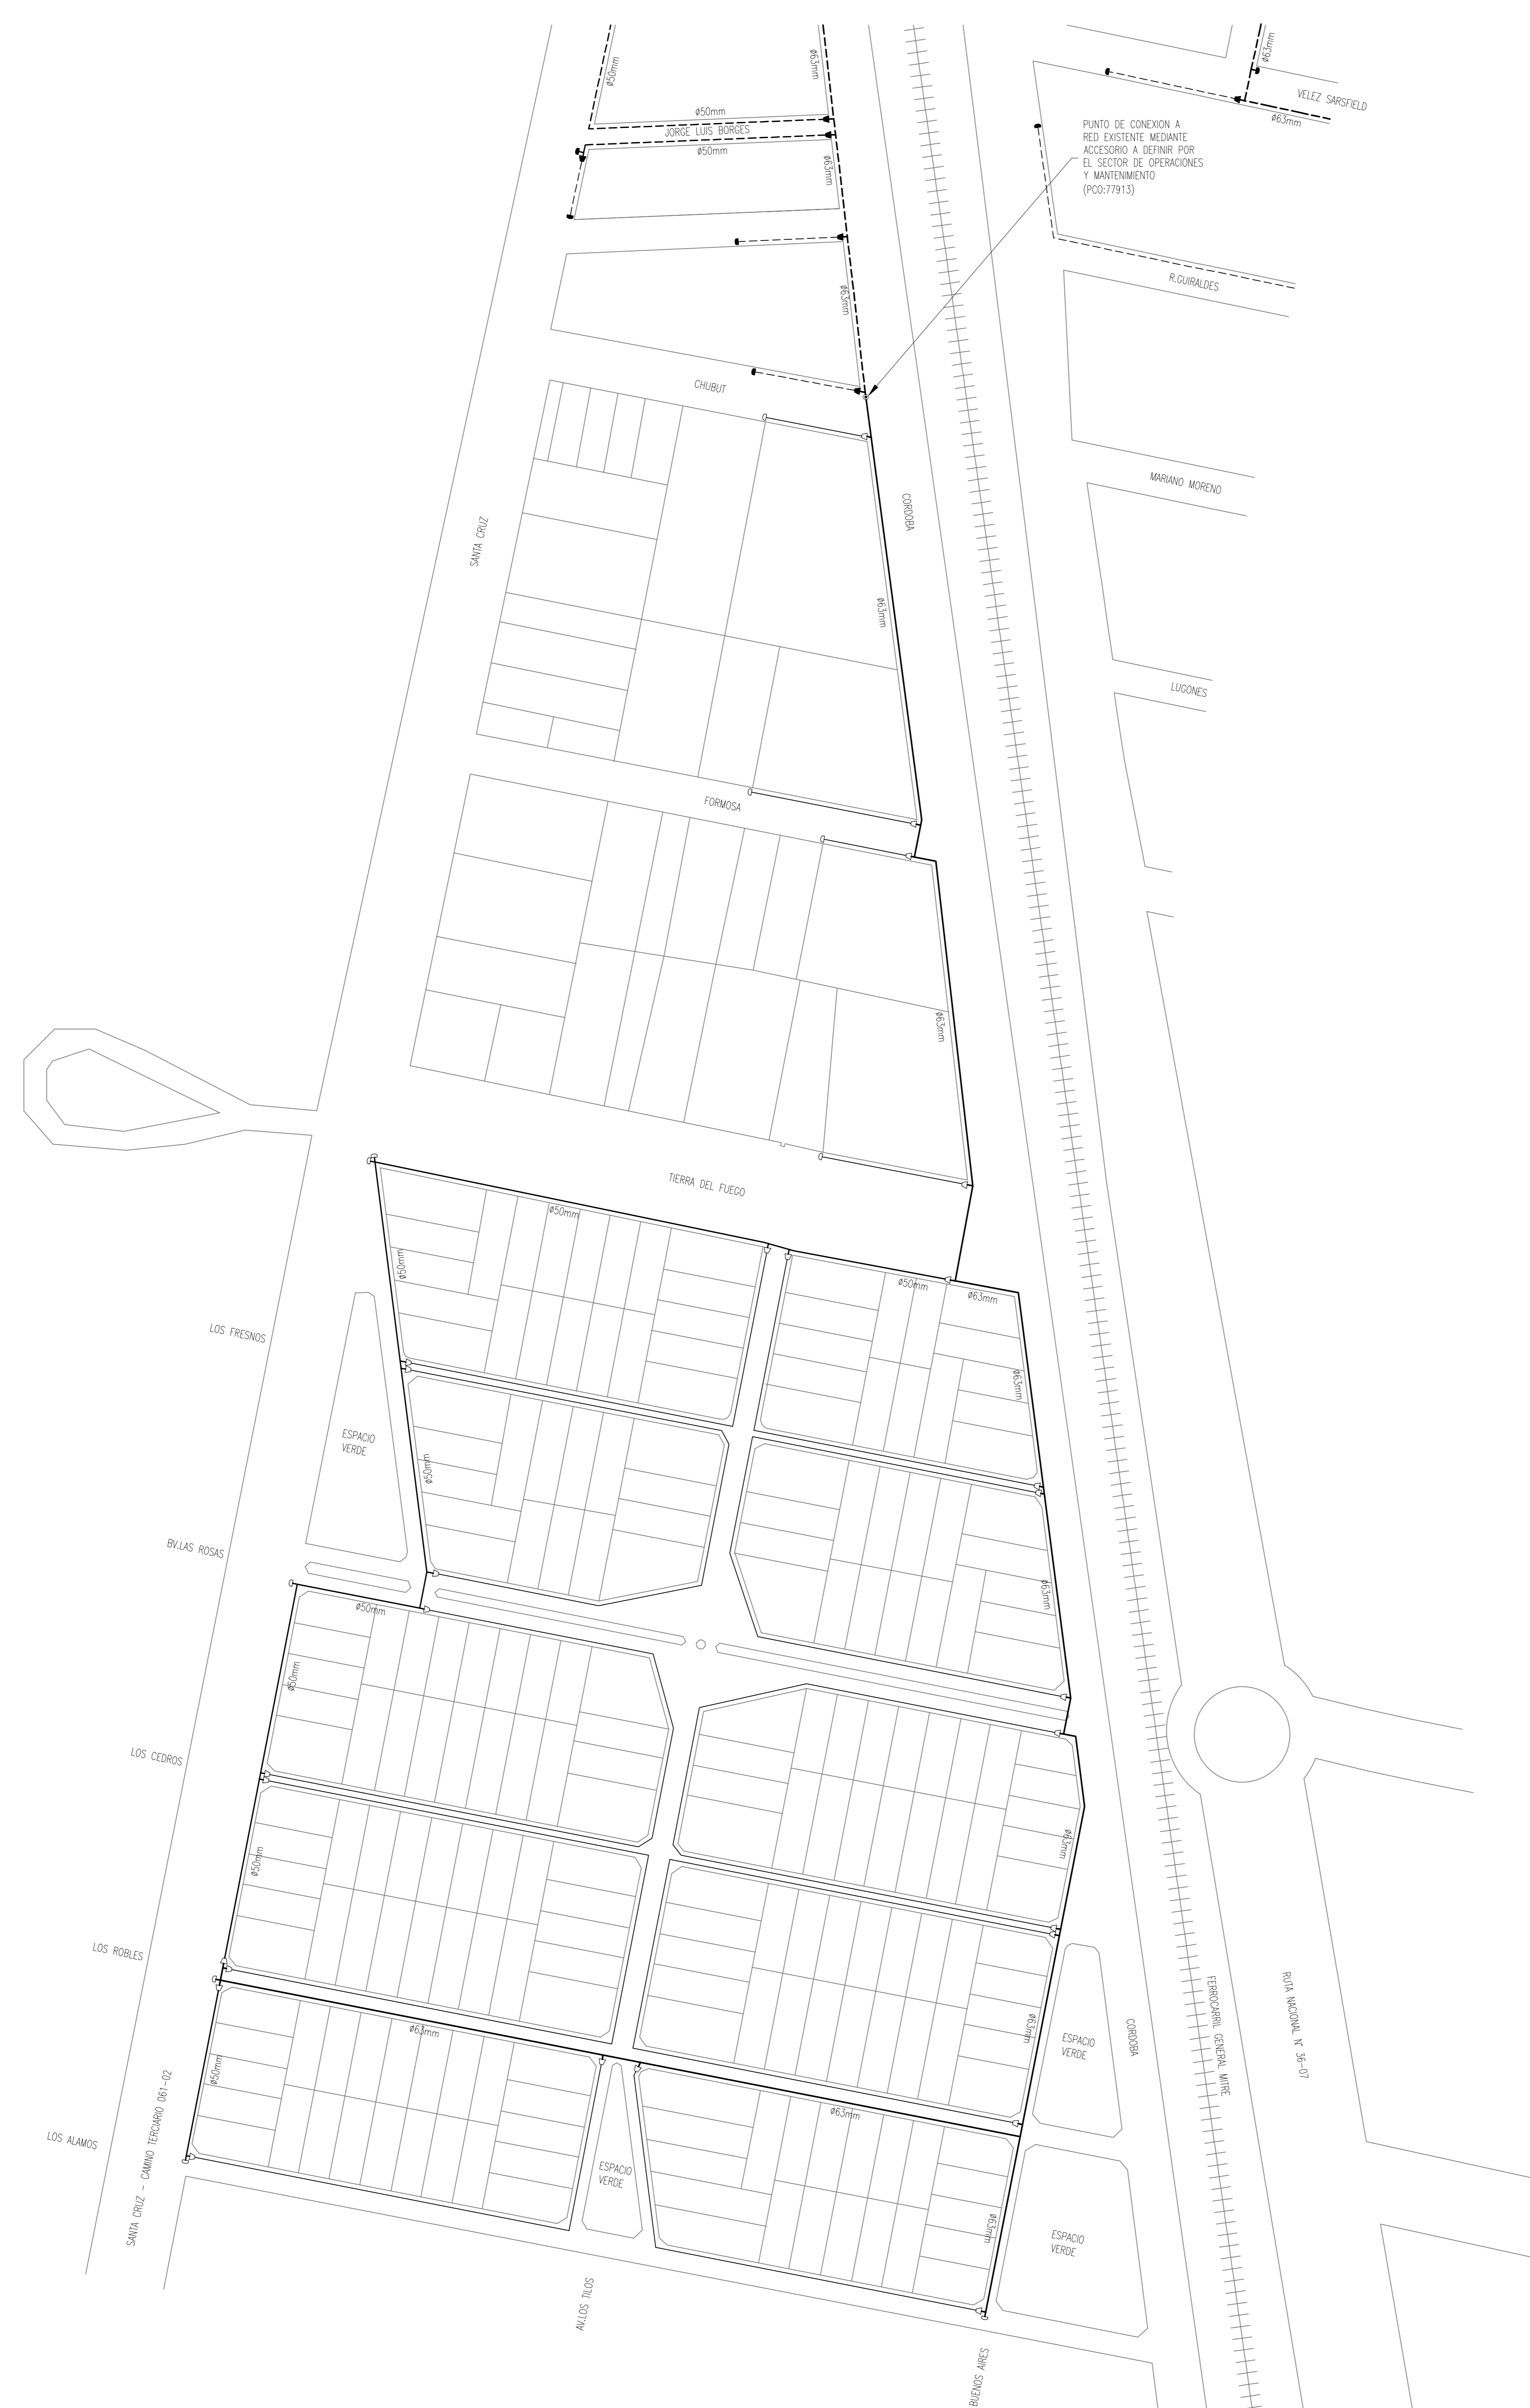 ø50mm
ø63mm
ø63mm
VELEZ SARSFIELD
ø63mm
ø50mm
JORGE LUIS BORGES
ø50mm
ø63mm
PUNTO DE CONEXION A
RED EXISTENTE MEDIANTE
ACCESORIO A DEFINIR POR
EL SECTOR DE OPERACIONES
Y MANTENIMIENTO
(PCO:77913)
R.GUIRALDES
ø63mm
CHUBUT
MARIANO MORENO
CORDOBA
SANTA CRUZ
ø63mm
LUGONES
FORMOSA
ø63mm
TIERRA DEL FUEGO
ø50mm
ø50mm
ø50mm
ø63mm
LOS FRESNOS
ø63mm
ESPACIO
VERDE
ø50mm
BV.LAS ROSAS
ø63mm
ø50mm
ø50mm
LOS CEDROS
ø63mm
ø50mm
LOS ROBLES
FERROCARRIL GENERAL MITRE
RUTA NACIONAL N° 36-07
ø63mm
ø63mm
ESPACIO
VERDE
CORDOBA
ø50mm
SANTA CRUZ - CAMINO TERCIARIO 061-02
LOS ALAMOS
ø63mm
ESPACIO
VERDE
ø63mm
ESPACIO
VERDE
AV.LOS TILOS
BUENOS AIRES